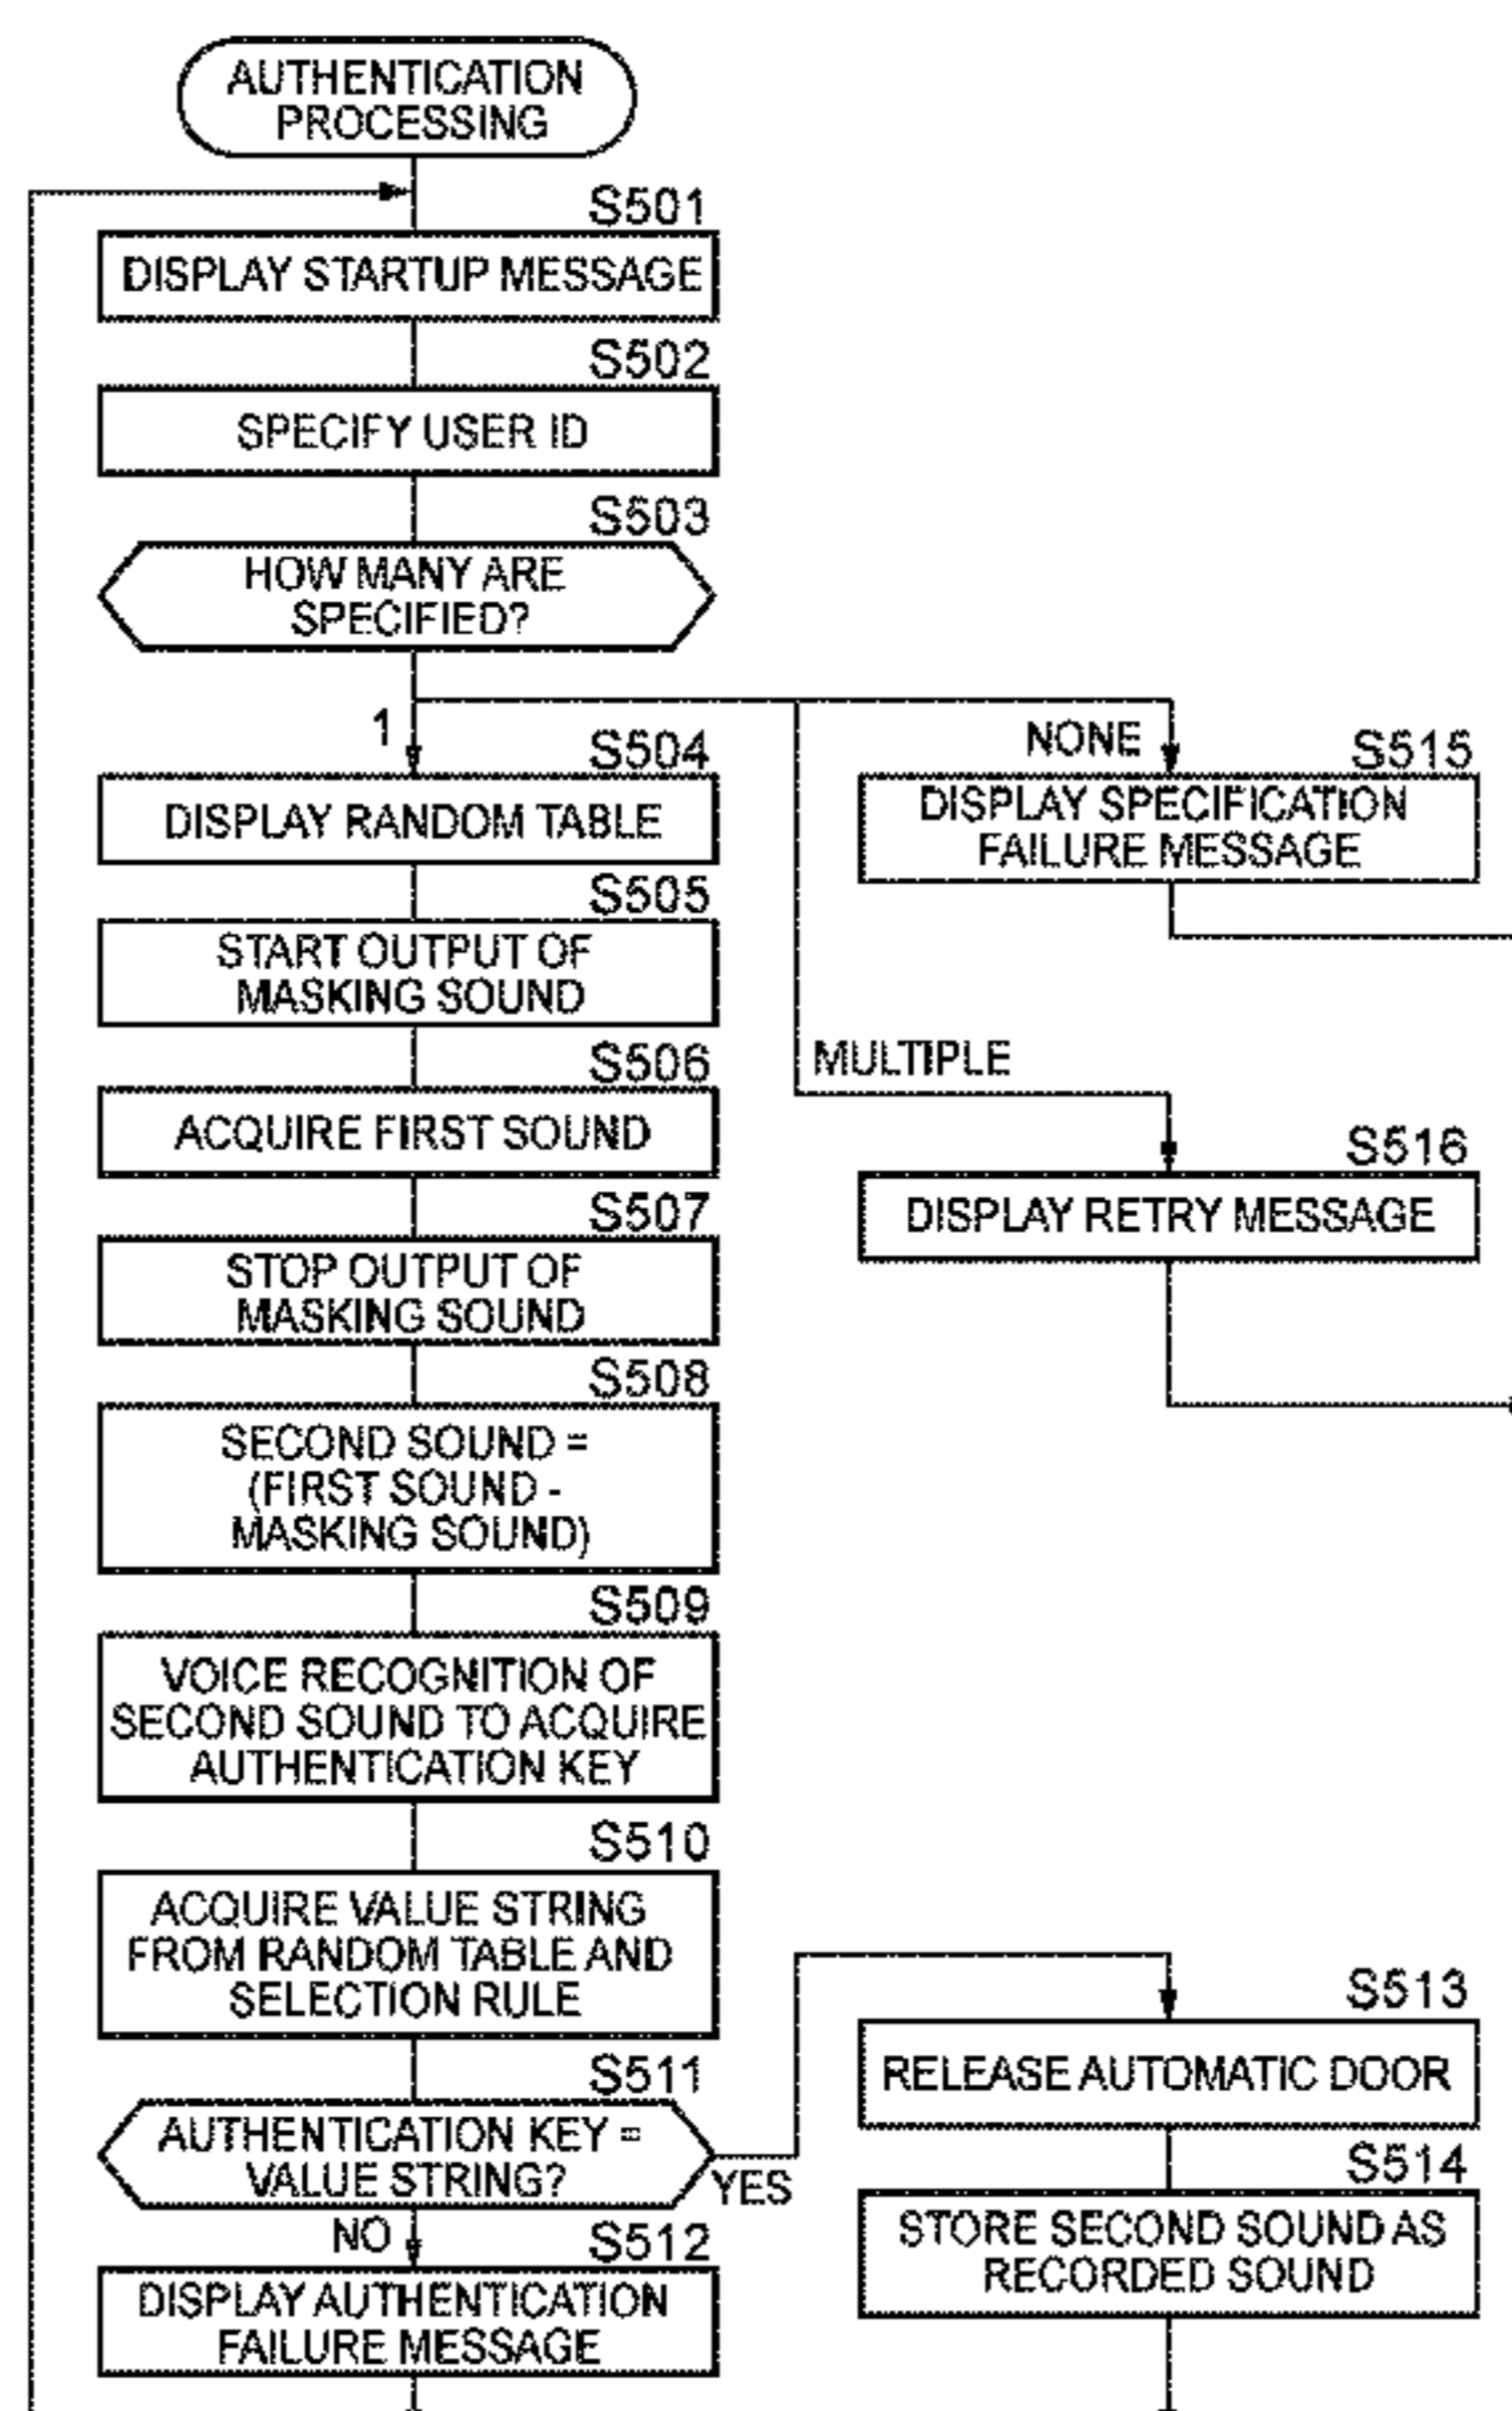 AUTHENTICATION
PROCESSING
S501
DISPLAY STARTUP MESSAGE
S502
SPECIFY USER ID
S503
HOW MANY ARE
SPECIFIED?
1
S504
DISPLAY RANDOM TABLE
NONE
S515
DISPLAY SPECIFICATION
FAILURE MESSAGE
S505
START OUTPUT OF
MASKING SOUND
MULTIPLE
S506
ACQUIRE FIRST SOUND
S516
DISPLAY RETRY MESSAGE
S507
STOP OUTPUT OF
MASKING SOUND
S508
SECOND SOUND =
(FIRST SOUND -
MASKING SOUND)
S509
VOICE RECOGNITION OF
SECOND SOUND TO ACQUIRE
AUTHENTICATION KEY
S510
ACQUIRE VALUE STRING
FROM RANDOM TABLE AND
SELECTION RULE
S511
AUTHENTICATION KEY =
VALUE STRING?
YES
NO
S512
DISPLAY AUTHENTICATION
FAILURE MESSAGE
S513
RELEASE AUTOMATIC DOOR
S514
STORE SECOND SOUND AS
RECORDED SOUND